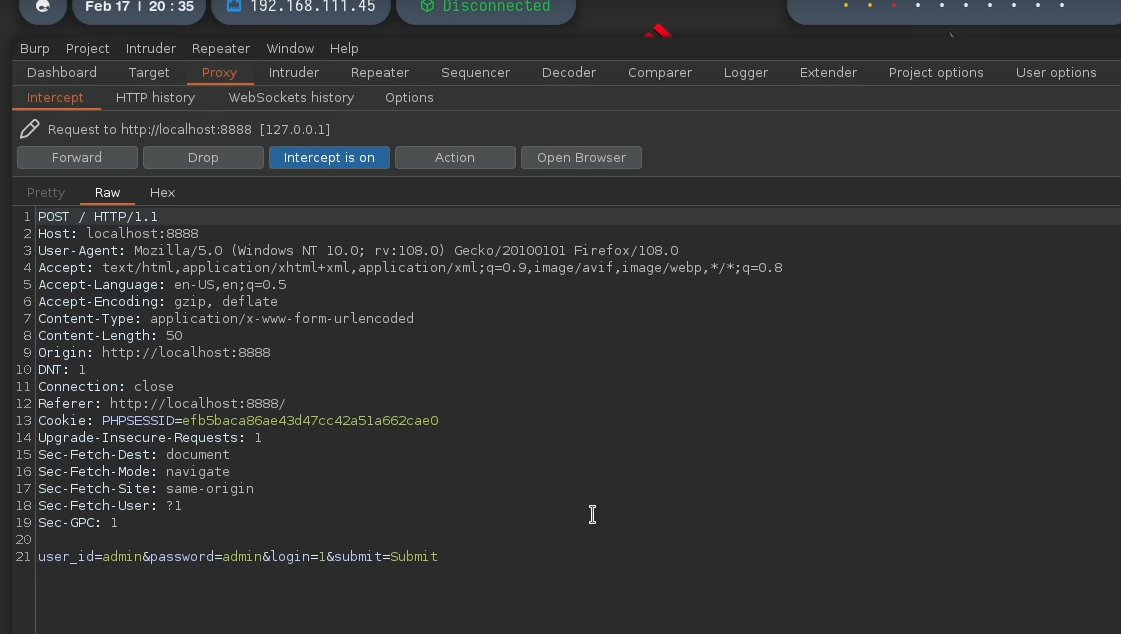 Feb 17 | 20 : 35 192.168.111.45 Disconnected
Burp Project Intruder Repeater Window Help
Dashboard Target Proxy Intruder Repeater Sequencer Decoder Comparer Logger Extender Project options User options
Intercept HTTP history WebSockets history Options
Request to http://localhost:8888 [127.0.0.1]
Forward Drop Intercept is on Action Open Browser
Pretty Raw Hex
1 POST / HTTP/1.1
2 Host: localhost:8888
3 User-Agent: Mozilla/5.0 (Windows NT 10.0; rv:108.0) Gecko/20100101 Firefox/108.0
4 Accept: text/html,application/xhtml+xml,application/xml;q=0.9,image/avif,image/webp,*/*;q=0.8
5 Accept-Language: en-US,en;q=0.5
6 Accept-Encoding: gzip, deflate
7 Content-Type: application/x-www-form-urlencoded
8 Content-Length: 50
9 Origin: http://localhost:8888
10 DNT: 1
11 Connection: close
12 Referer: http://localhost:8888/
13 Cookie: PHPSESSID=efb5baca86ae43d47cc42a51a662cae0
14 Upgrade-Insecure-Requests: 1
15 Sec-Fetch-Dest: document
16 Sec-Fetch-Mode: navigate
17 Sec-Fetch-Site: same-origin
18 Sec-Fetch-User: ?1
19 Sec-GPC: 1
20
21 user_id=admin&password=admin&login=1&submit=Submit